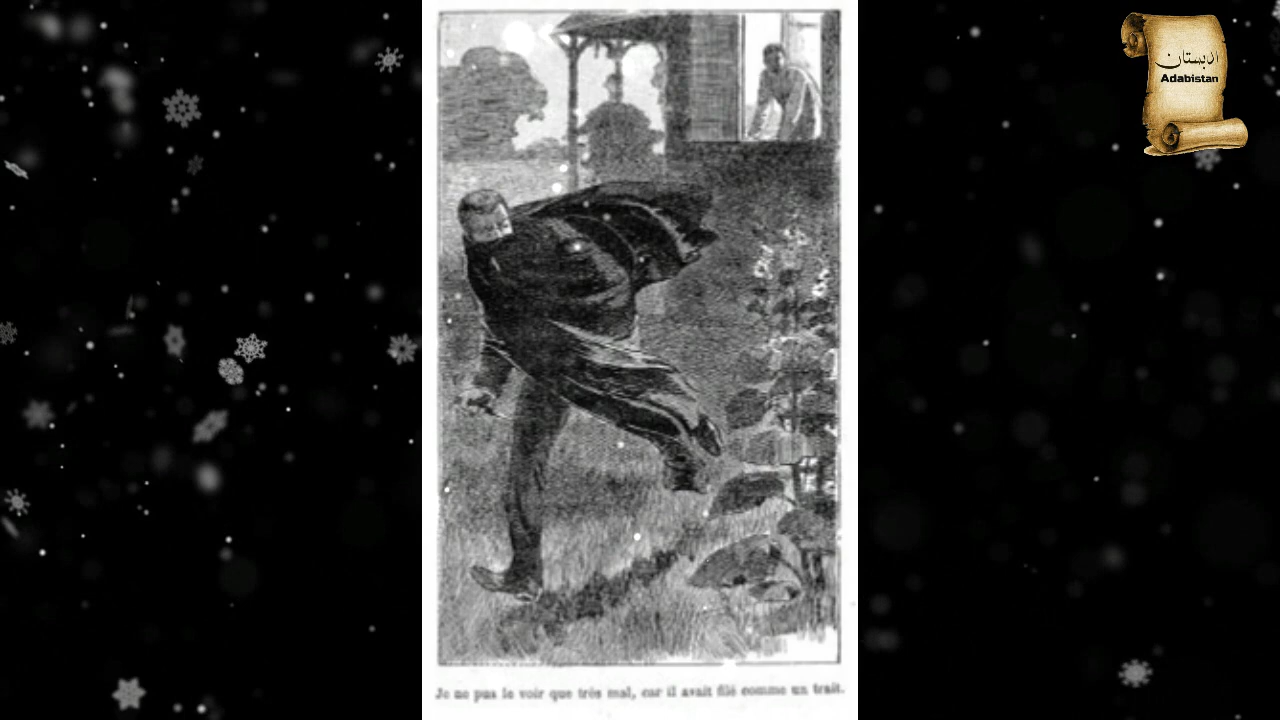 ادبستان
Adabistan
Je ne pus le voir que très mal, car il avait filé comme un trait.